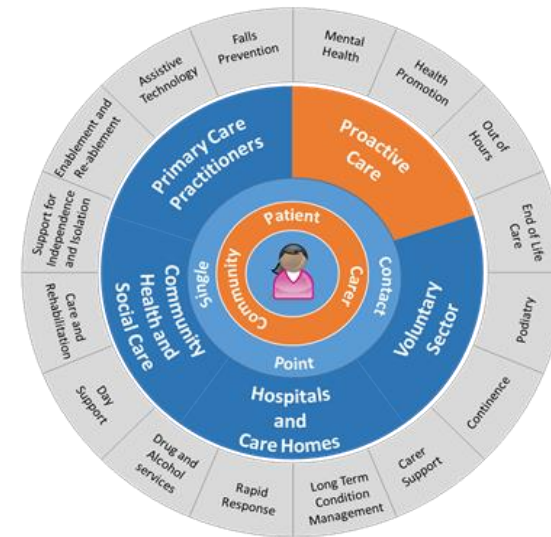 Falls
Prevention
Mental
Health
Health
Promotion
Out of
Hours
End of Life
Care
Podiatry
Continence
Carer
Support
Long Term
Condition
Management
Rapid
Response
Drug and
Alcohol
services
Day
Support
Care and
Rehabilitation
Support for
Independence
and Isolation
Enablement and
Re-ablement
Assistive
Technology
Primary Care
Practitioners
Proactive
Care
Voluntary
Sector
Hospitals
and
Care Homes
Community
Health and
Social Care
Single
Point
Contact
Patient
Carer
Community